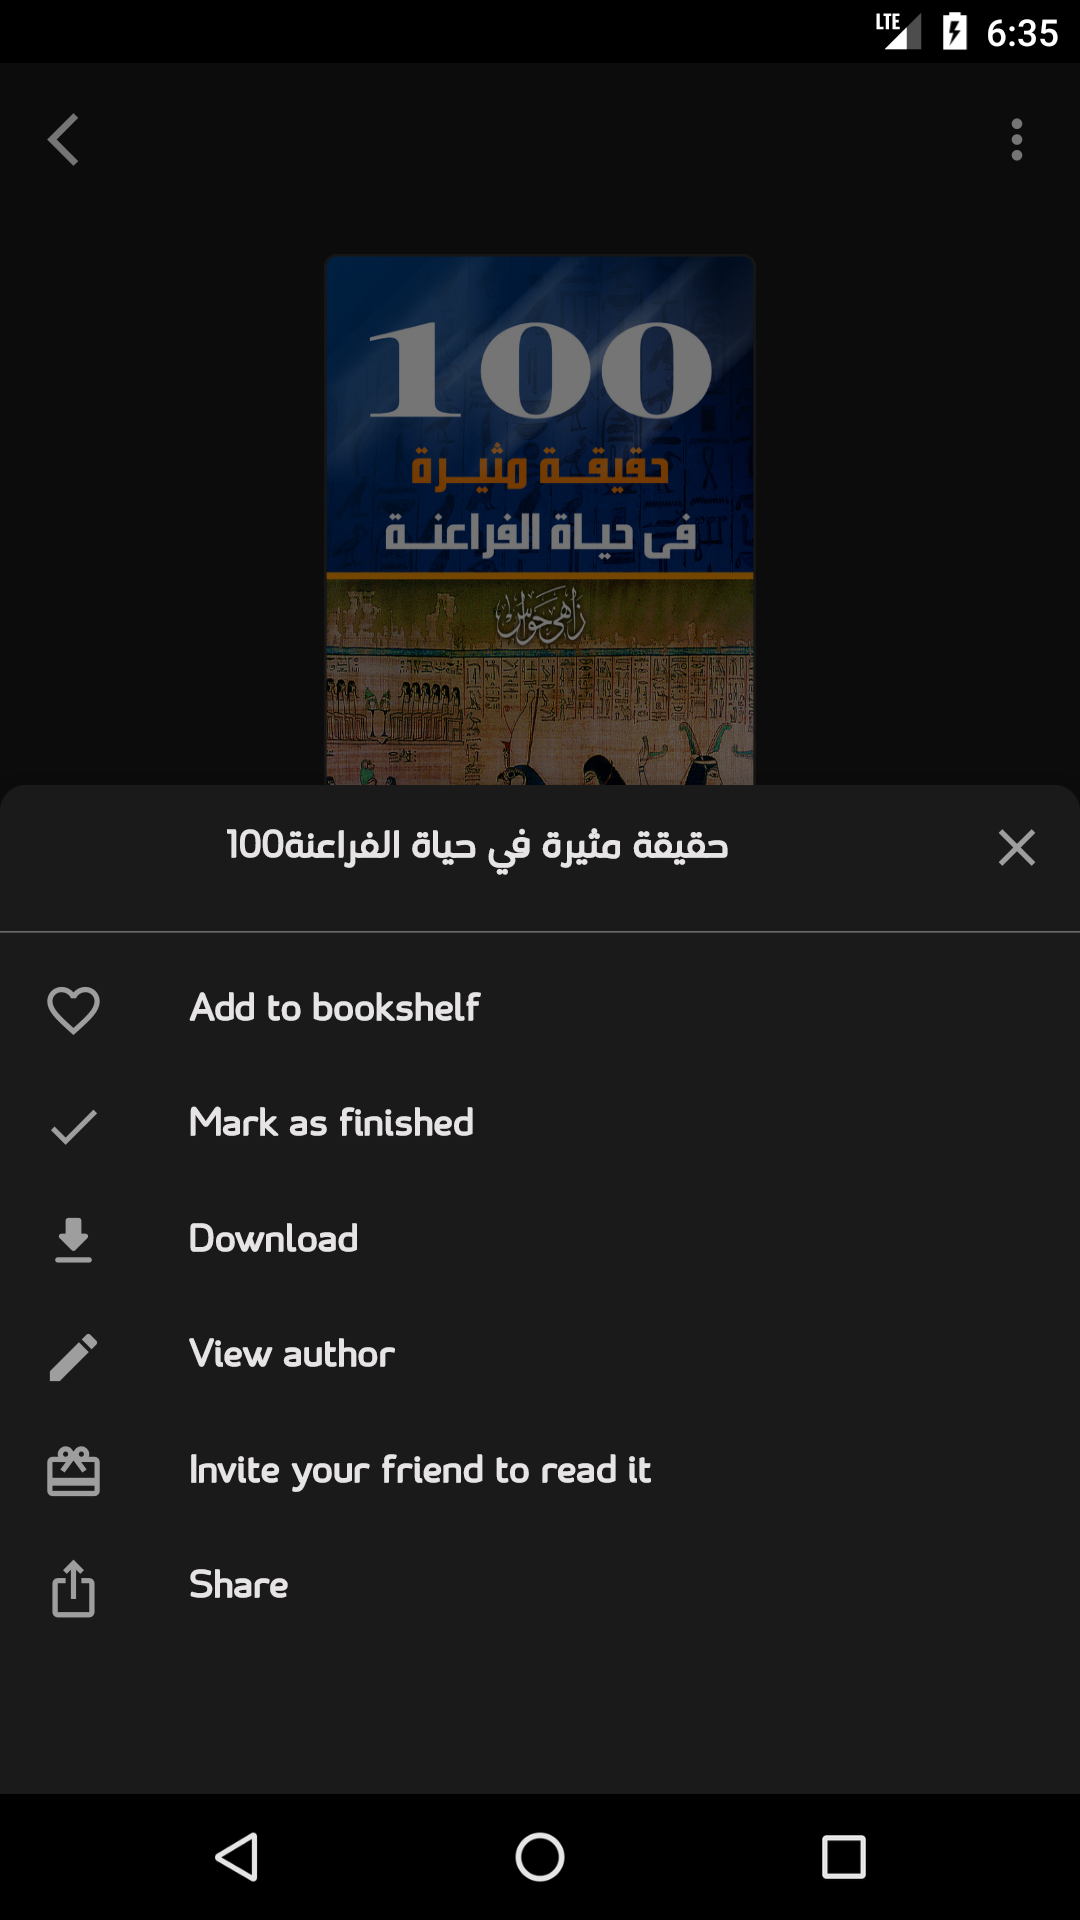 LTE 6:35
100
حقيقة مثيرة
فى حياة الفراعنة
زاهى حواس
100حقيقة مثيرة في حياة الفراعنة
Add to bookshelf
Mark as finished
Download
View author
Invite your friend to read it
Share